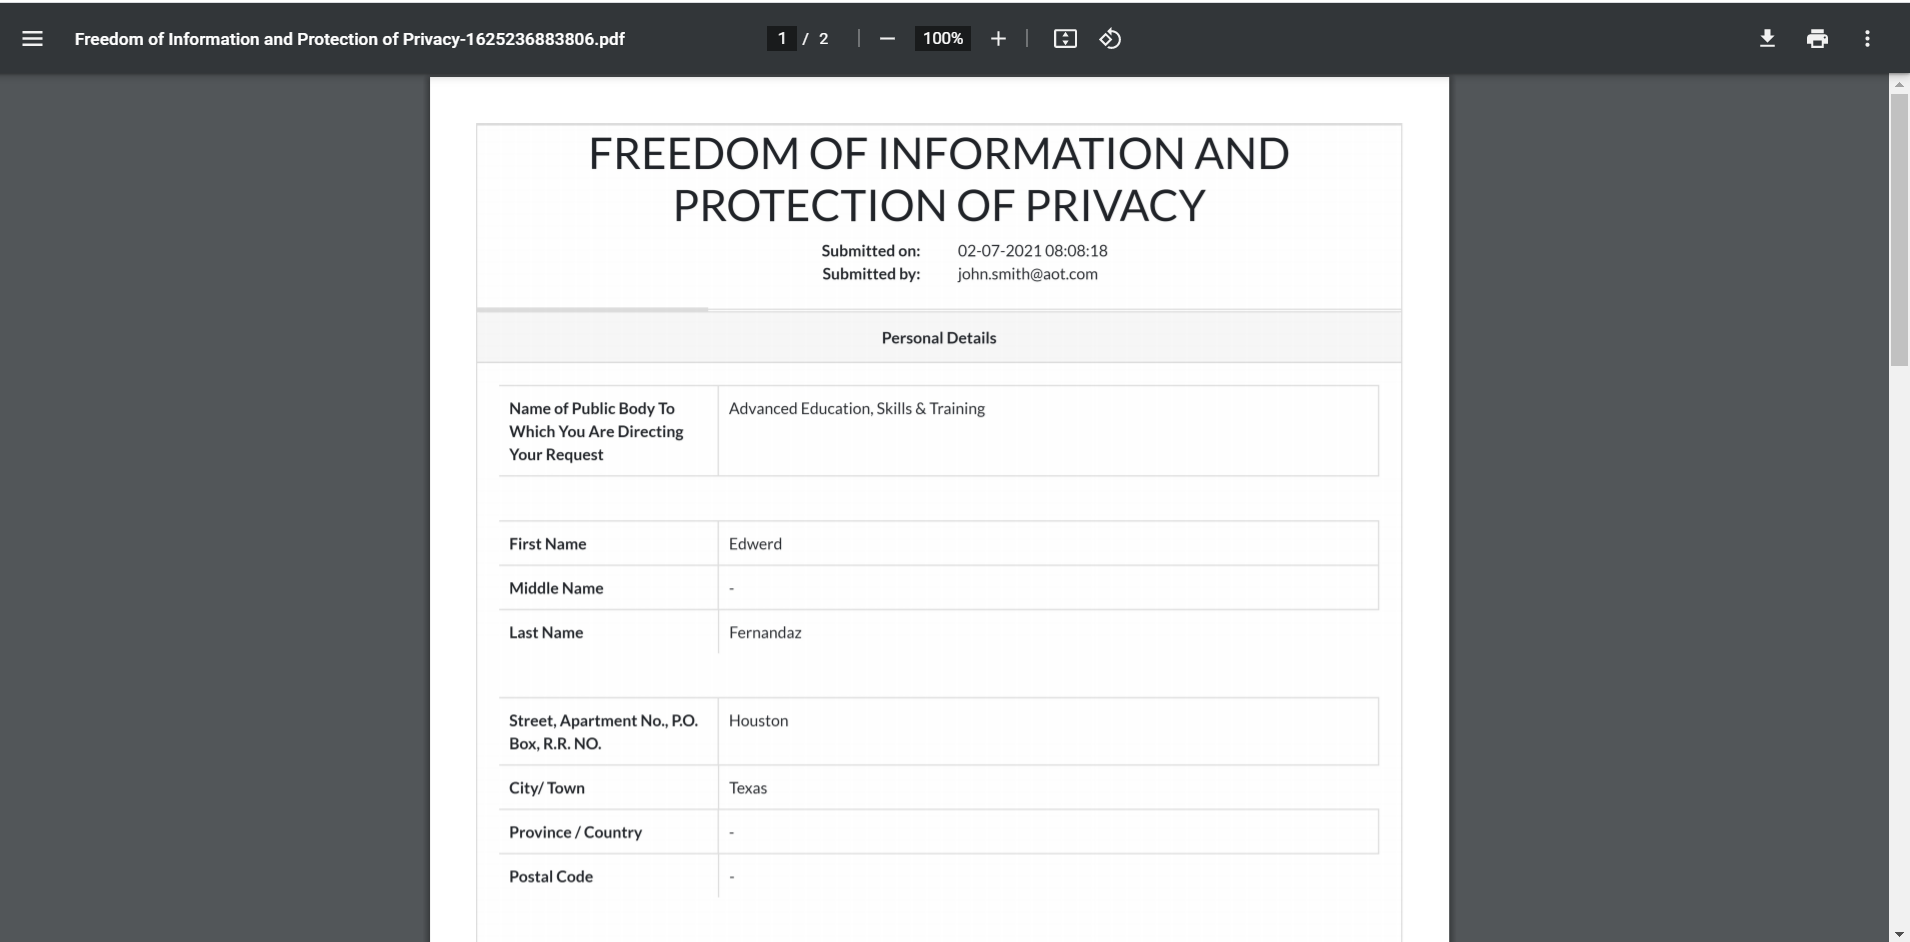 Freedom of Information and Protection of Privacy-1625236883806.pdf
1 / 2
100%
FREEDOM OF INFORMATION AND
PROTECTION OF PRIVACY
Submitted on: 02-07-2021 08:08:18
Submitted by: john.smith@aot.com
Personal Details
Name of Public Body To Advanced Education, Skills & Training
Which You Are Directing
Your Request
First Name Edwerd
Middle Name -
Last Name Fernandaz
Street, Apartment No., P.O. Houston
Box, R.R. NO.
City/ Town Texas
Province / Country -
Postal Code -